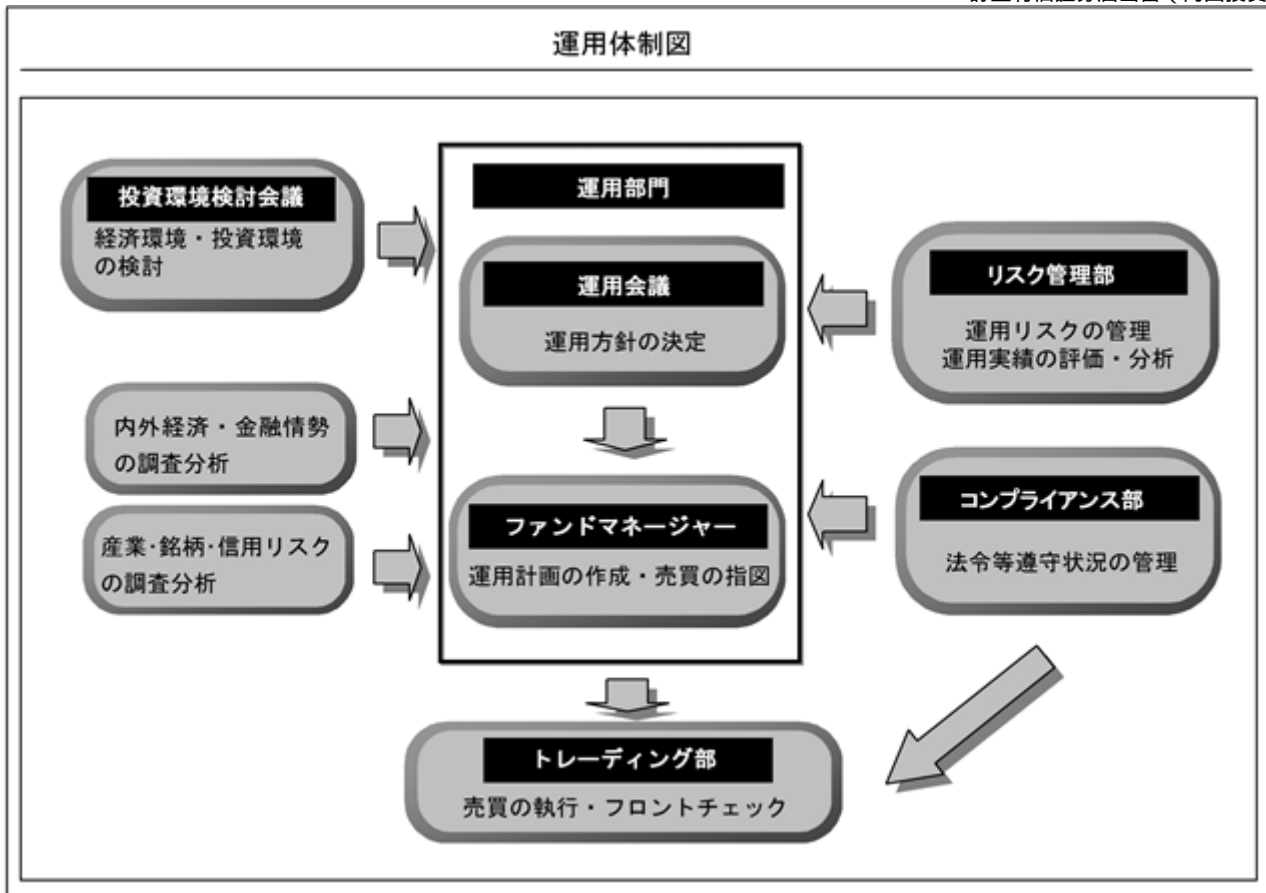 運用体制図
投資環境検討会議
経済環境・投資環境
の検討
内外経済・金融情勢
の調査分析
産業・銘柄・信用リスク
の調査分析
運用部門
運用会議
運用方針の決定
ファンドマネージャー
運用計画の作成・売買の指図
リスク管理部
運用リスクの管理
運用実績の評価・分析
コンプライアンス部
法令等遵守状況の管理
トレーディング部
売買の執行・フロントチェック